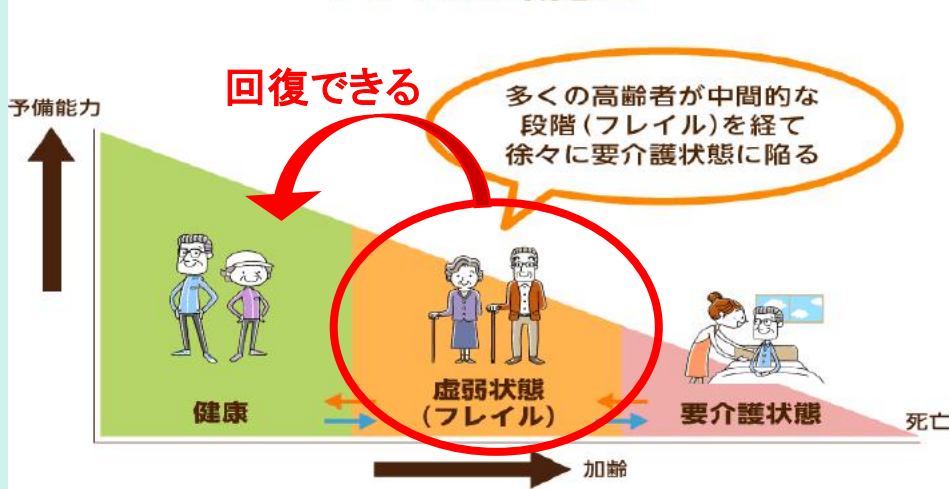 回復できる
多くの高齢者が中間的な
段階(フレイル)を経て
徐々に要介護状態に陥る
予備能力
健康
虚弱状態
(フレイル)
要介護状態
死亡
加齢